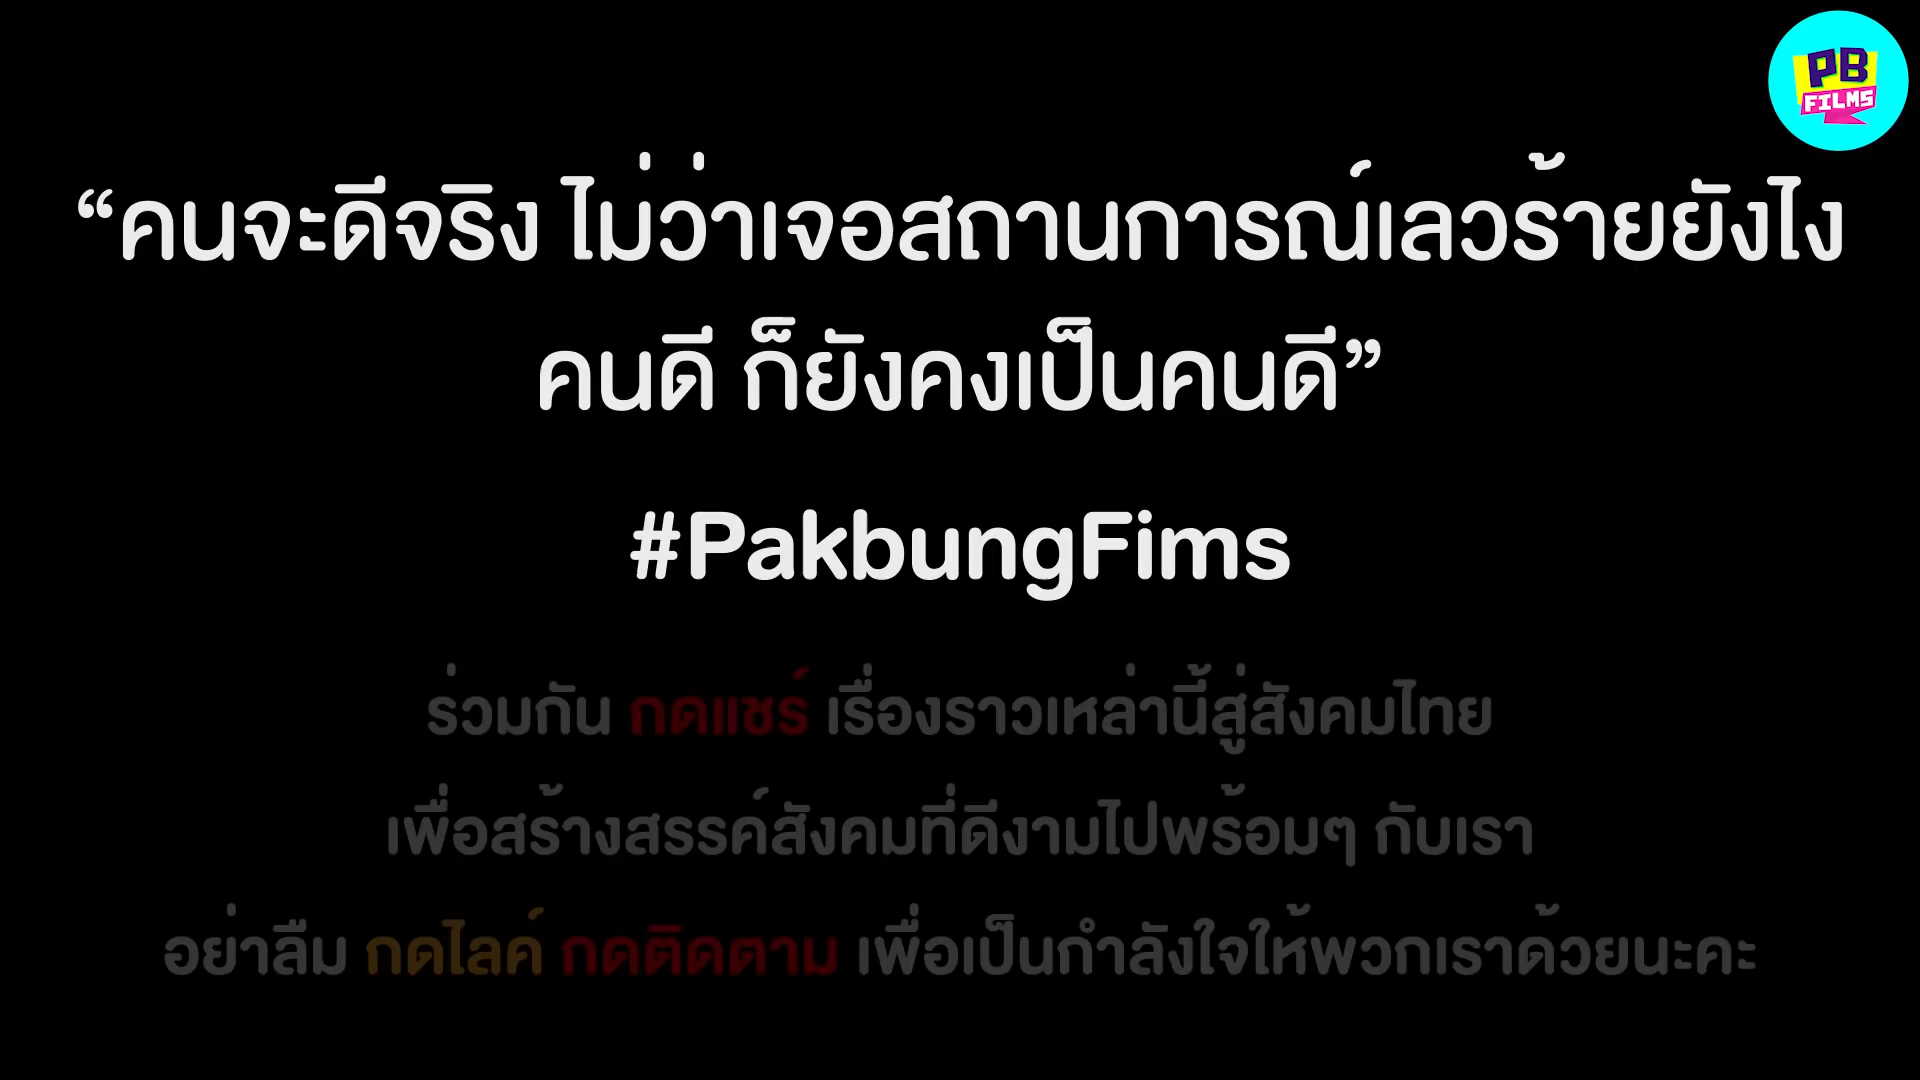 PB
FILMS
“คนจะดีจริง ไม่ว่าเจอสถานการณ์เลวร้ายยังไง
คนดี ก็ยังคงเป็นคนดี”
#PakbungFims
ร่วมกัน กดแชร์ เรื่องราวเหล่านี้สู่สังคมไทย
เพื่อสร้างสรรค์สังคมที่ดีงามไปพร้อมๆ กับเรา
อย่าลืม กดไลค์ กดติดตาม เพื่อเป็นกำลังใจให้พวกเราด้วยนะคะ